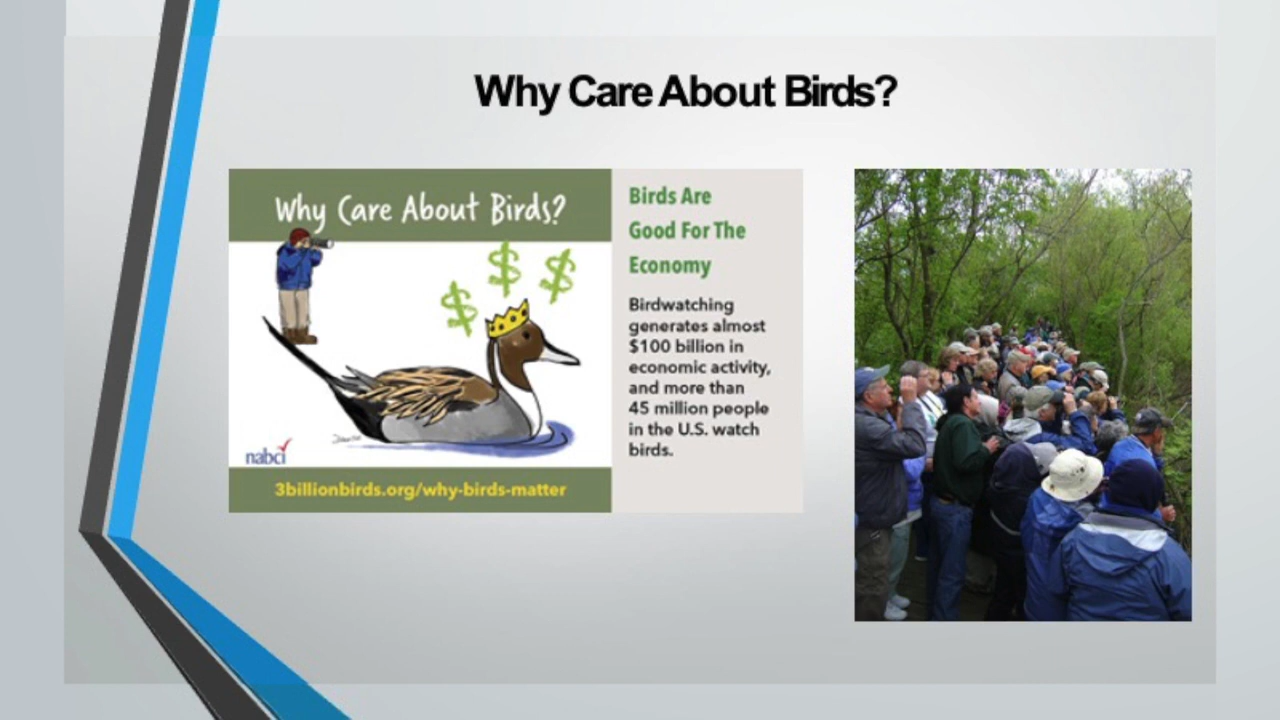 Why Care About Birds?
Why Care About Birds?
$ $ $
nabci
3billionbirds.org/why-birds-matter
Birds Are
Good For The
Economy
Birdwatching
generates almost
$100 billion in
economic activity,
and more than
45 million people
in the U.S. watch
birds.